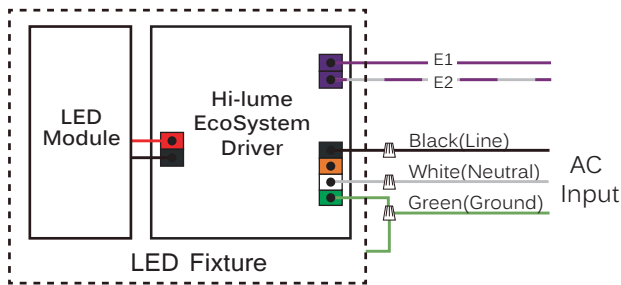 E1
E2
LED
Module
Hi-lume
EcoSystem
Driver
Black(Line)
White(Neutral)
Green(Ground)
AC
Input
LED Fixture